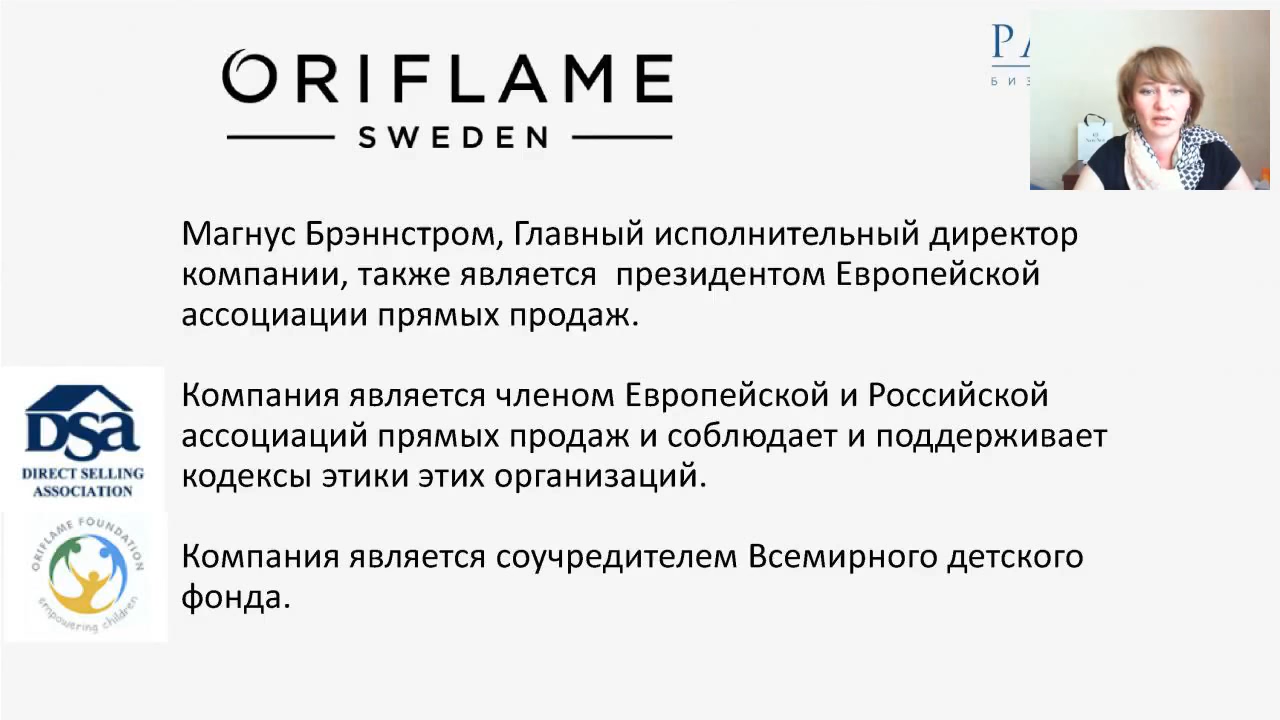 ORIFLAME
SWEDEN
Магнус Брэннстром, Главный исполнительный директор
компании, также является  президентом Европейской
ассоциации прямых продаж.
Компания является членом Европейской и Российской
ассоциаций прямых продаж и соблюдает и поддерживает
кодексы этики этих организаций.
DSA
DIRECT SELLING
ASSOCIATION
ORIFLAME FOUNDATION
empowering children
Компания является соучредителем Всемирного детского
фонда.